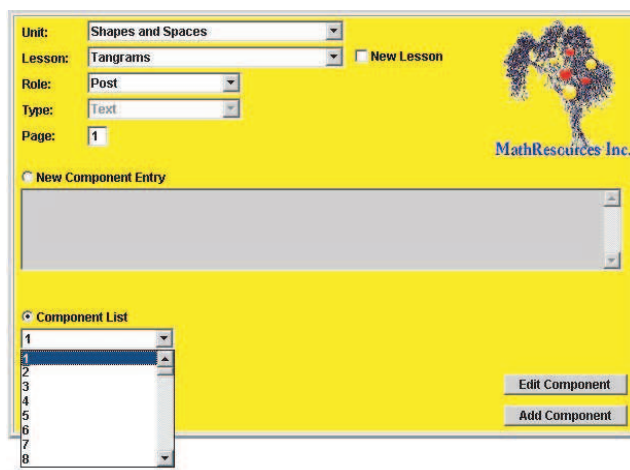 Unit: Shapes and Spaces
Lesson: Tangrams New Lesson
Role: Post
Type: Text
Page: 1
MathResources Inc.
New Component Entry
Component List
1
1
2
3
4
5
6
7
8
Edit Component
Add Component